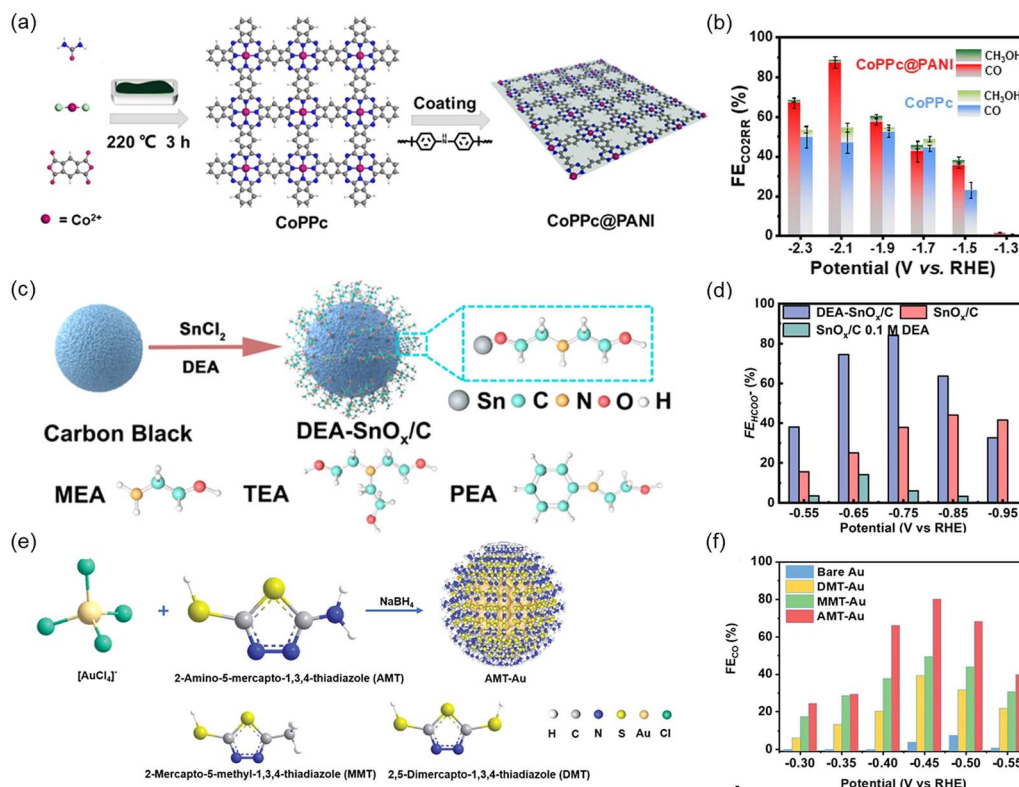 (a)
220 °C 3 h
= Co2+
CoPPc
Coating
N
H
CoPPc@PANI
(b)
FECO2RR (%)
100
80
60
40
20
0
CoPPc@PANI
CH3OH
CO
CoPPc
CH3OH
CO
-2.3 -2.1 -1.9 -1.7 -1.5 -1.3
Potential (V vs. RHE)
(c)
SnCl2
DEA
Carbon Black
DEA-SnOx/C
Sn C N O H
MEA
TEA
PEA
(d)
FEHCOO- (%)
100
80
60
40
20
0
DEA-SnOx/C
SnOx/C
SnOx/C 0.1 M DEA
-0.55 -0.65 -0.75 -0.85 -0.95
Potential (V vs RHE)
(e)
[AuCl4]-
+
2-Amino-5-mercapto-1,3,4-thiadiazole (AMT)
NaBH4
AMT-Au
2-Mercapto-5-methyl-1,3,4-thiadiazole (MMT)
2,5-Dimercapto-1,3,4-thiadiazole (DMT)
H C N S Au Cl
(f)
FECO (%)
100
80
60
40
20
0
Bare Au
DMT-Au
MMT-Au
AMT-Au
-0.30 -0.35 -0.40 -0.45 -0.50 -0.55
Potential (V vs RHE)